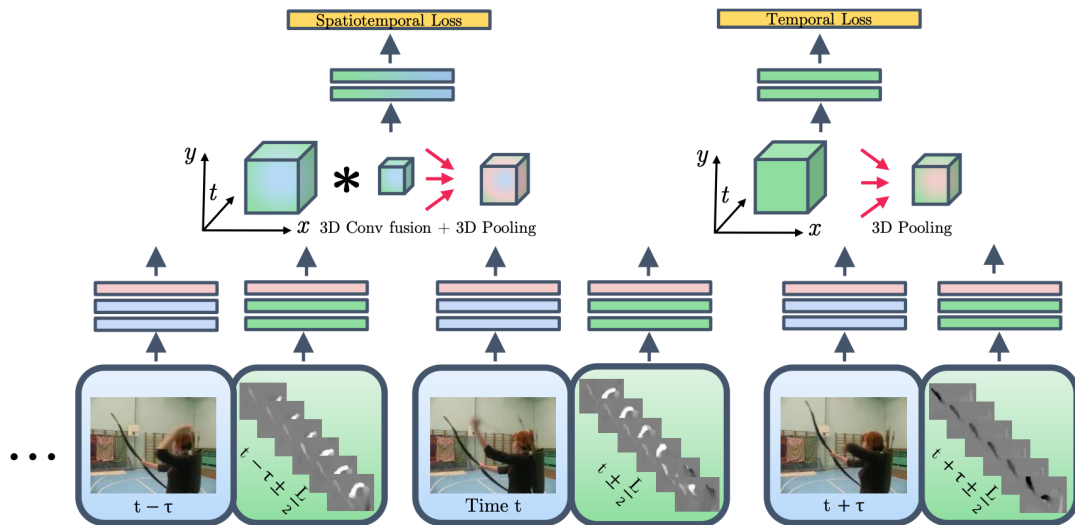 Spatiotemporal Loss
Temporal Loss
y
t
x
*
3D Conv fusion + 3D Pooling
y
t
x
3D Pooling
...
t − τ
t − τ ± L/2
Time t
t ± L/2
t + τ
t + τ ± L/2